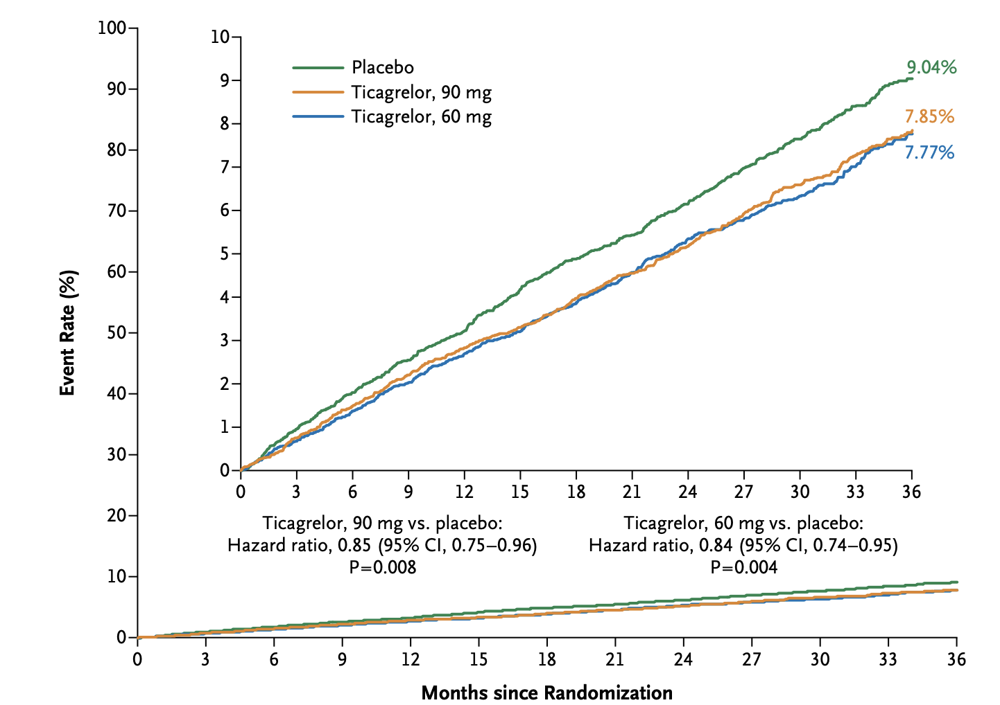 100
90
80
70
60
50
40
30
20
10
0
Event Rate (%)
10
9
8
7
6
5
4
3
2
1
0
Placebo
Ticagrelor, 90 mg
Ticagrelor, 60 mg
9.04%
7.85%
7.77%
0 3 6 9 12 15 18 21 24 27 30 33 36
Ticagrelor, 90 mg vs. placebo:
Hazard ratio, 0.85 (95% CI, 0.75–0.96)
P=0.008
Ticagrelor, 60 mg vs. placebo:
Hazard ratio, 0.84 (95% CI, 0.74–0.95)
P=0.004
0 3 6 9 12 15 18 21 24 27 30 33 36
Months since Randomization